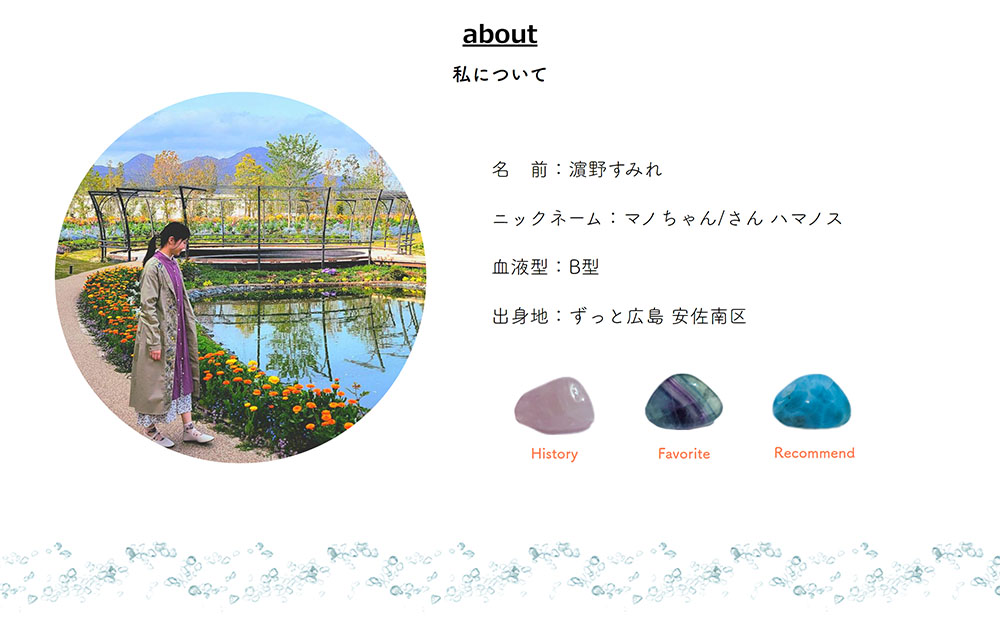 about
私について
名　前：濵野すみれ
ニックネーム：マノちゃん/さん ハマノス
血液型：B型
出身地：ずっと広島 安佐南区
History
Favorite
Recommend